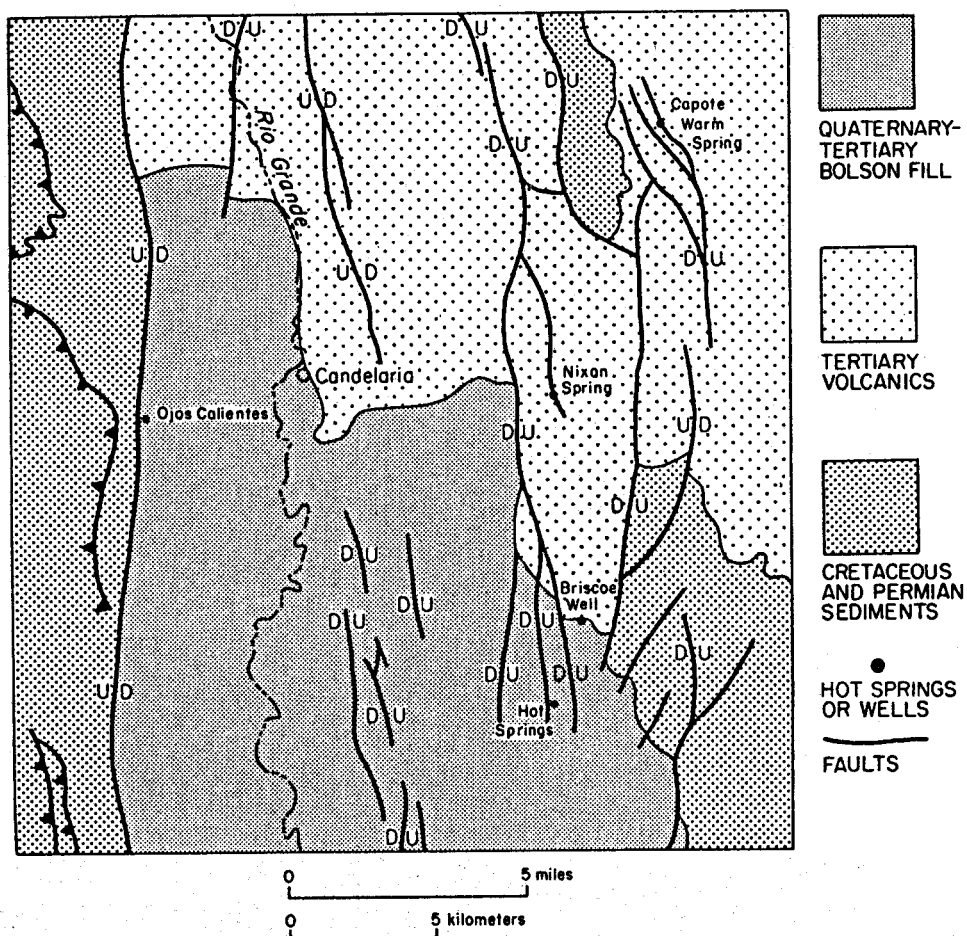 D U
D U
D U
U D
D U
Rio Grande
Capote
Warm
Spring
D U
U D
U D
D U
Nixon
Spring
Candelaria
Ojos Calientes
D U
U D
D U
D U
D U
Briscoe
Well
D U
D U
D U
D U
D U
U D
D U
Hot
Springs
D U
QUATERNARY-
TERTIARY
BOLSON FILL
TERTIARY
VOLCANICS
CRETACEOUS
AND PERMIAN
SEDIMENTS
HOT SPRINGS
OR WELLS
FAULTS
0 5 miles
0 5 kilometers